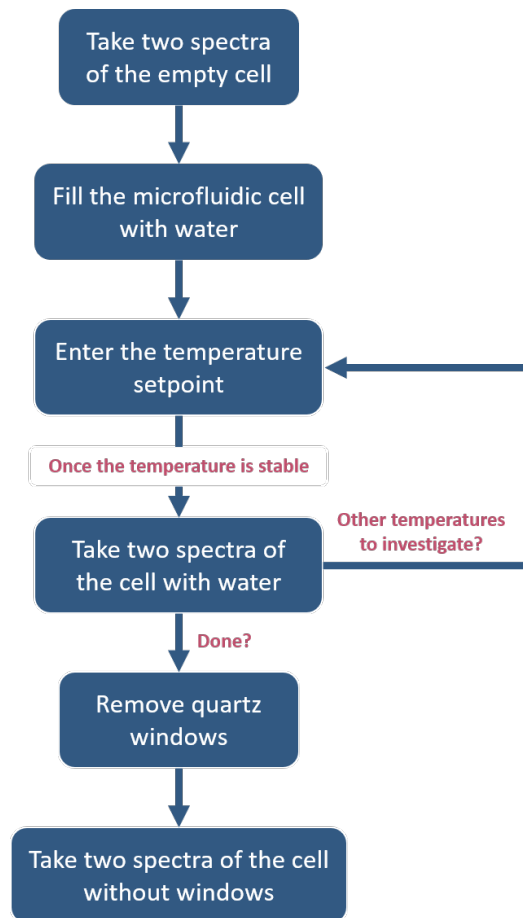 Take two spectra
of the empty cell
Fill the microfluidic cell
with water
Enter the temperature
setpoint
Once the temperature is stable
Take two spectra of
the cell with water
Other temperatures
to investigate?
Done?
Remove quartz
windows
Take two spectra of the cell
without windows